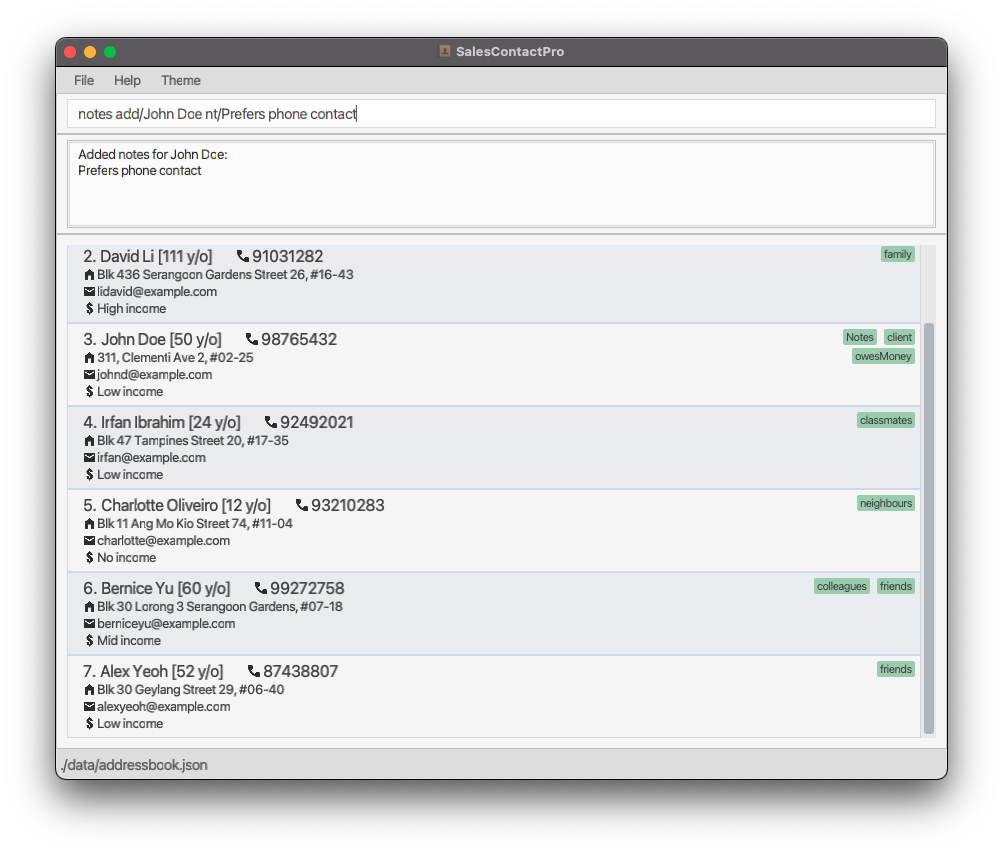 SalesContactPro
File Help Theme
notes add/John Doe nt/Prefers phone contact
Added notes for John Doe:
Prefers phone contact
2. David Li [111 y/o] 91031282 family
Blk 436 Serangoon Gardens Street 26, #16-43
lidavid@example.com
$ High income
3. John Doe [50 y/o] 98765432 Notes client
311, Clementi Ave 2, #02-25 owesMoney
johnd@example.com
$ Low income
4. Irfan Ibrahim [24 y/o] 92492021 classmates
Blk 47 Tampines Street 20, #17-35
irfan@example.com
$ Low income
5. Charlotte Oliveiro [12 y/o] 93210283 neighbours
Blk 11 Ang Mo Kio Street 74, #11-04
charlotte@example.com
$ No income
6. Bernice Yu [60 y/o] 99272758 colleagues friends
Blk 30 Lorong 3 Serangoon Gardens, #07-18
berniceyu@example.com
$ Mid income
7. Alex Yeoh [52 y/o] 87438807 friends
Blk 30 Geylang Street 29, #06-40
alexyeoh@example.com
$ Low income
./data/addressbook.json